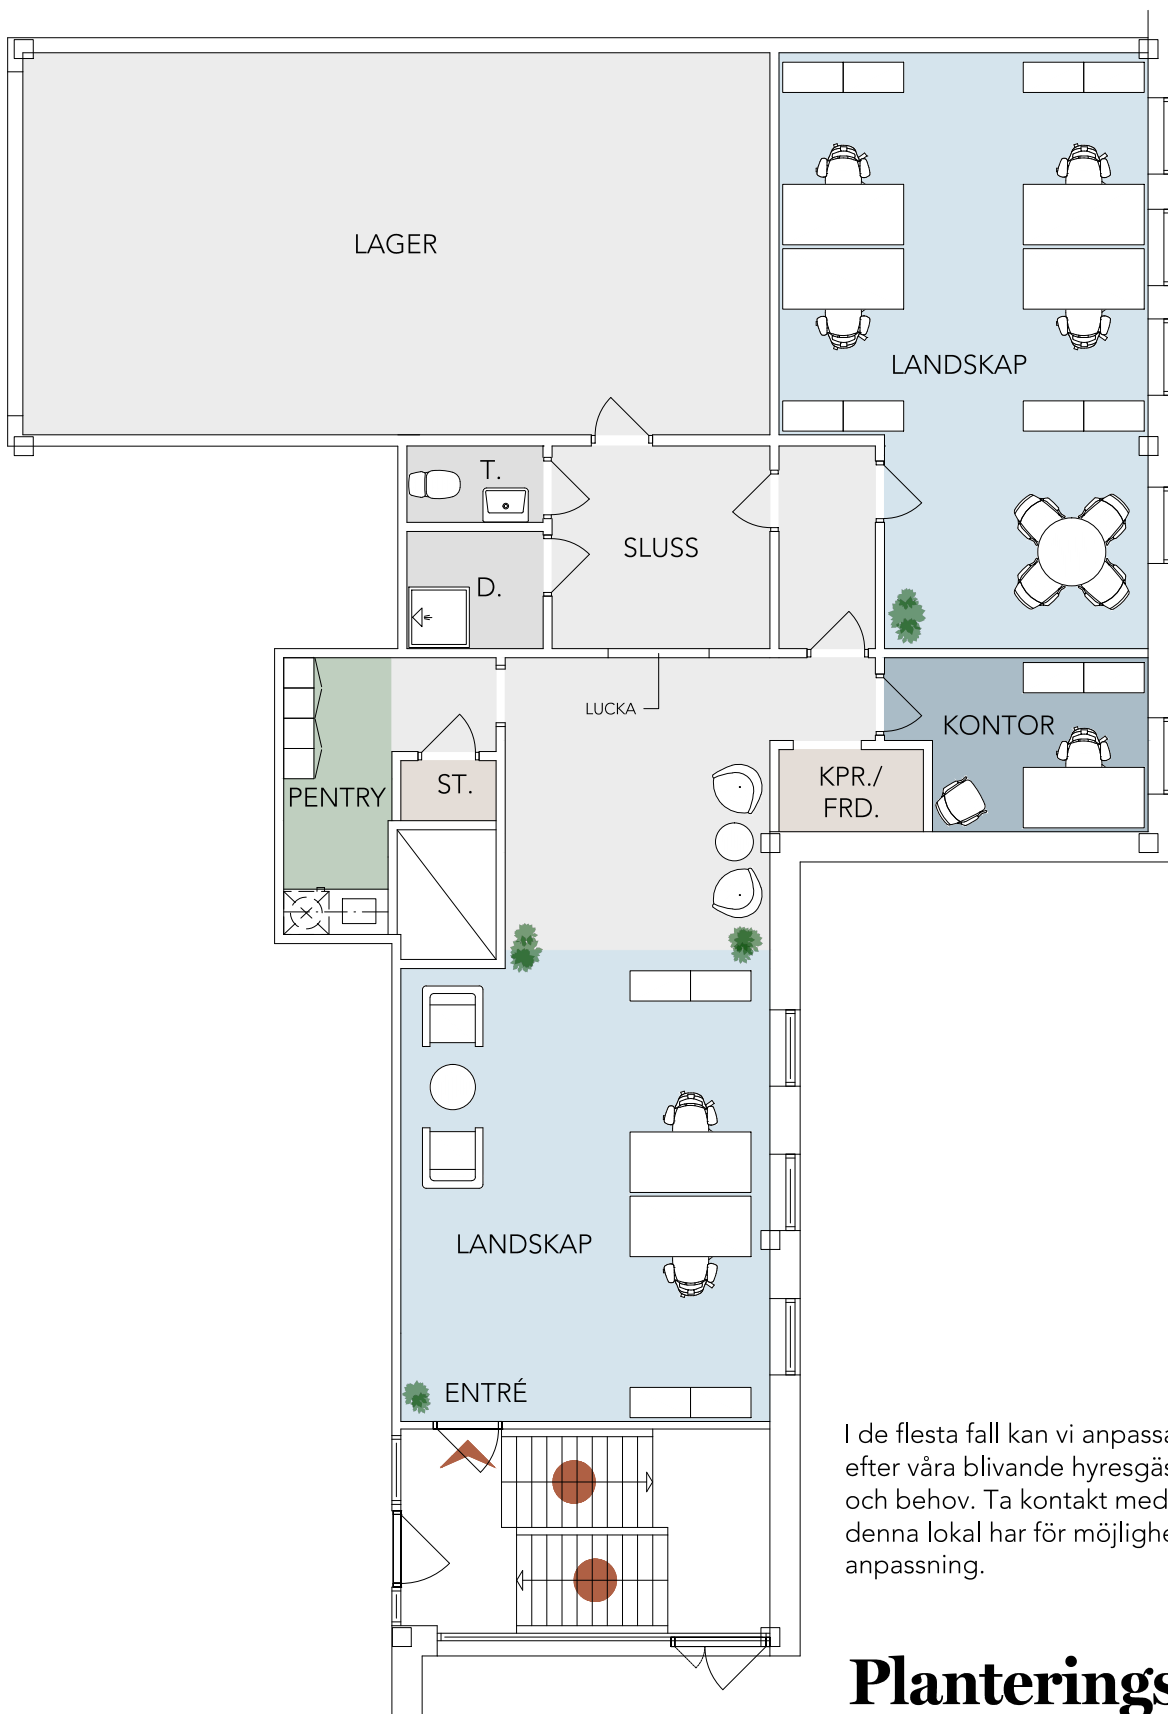 LAGER
LANDSKAP
T.
SLUSS
D.
LUCKA
KONTOR
ST.
KPR./
FRD.
PENTRY
LANDSKAP
ENTRÉ
I de flesta fall kan vi anpassa
efter våra blivande hyresgäs
och behov. Ta kontakt med
denna lokal har för möjlighe
anpassning.
Planterings